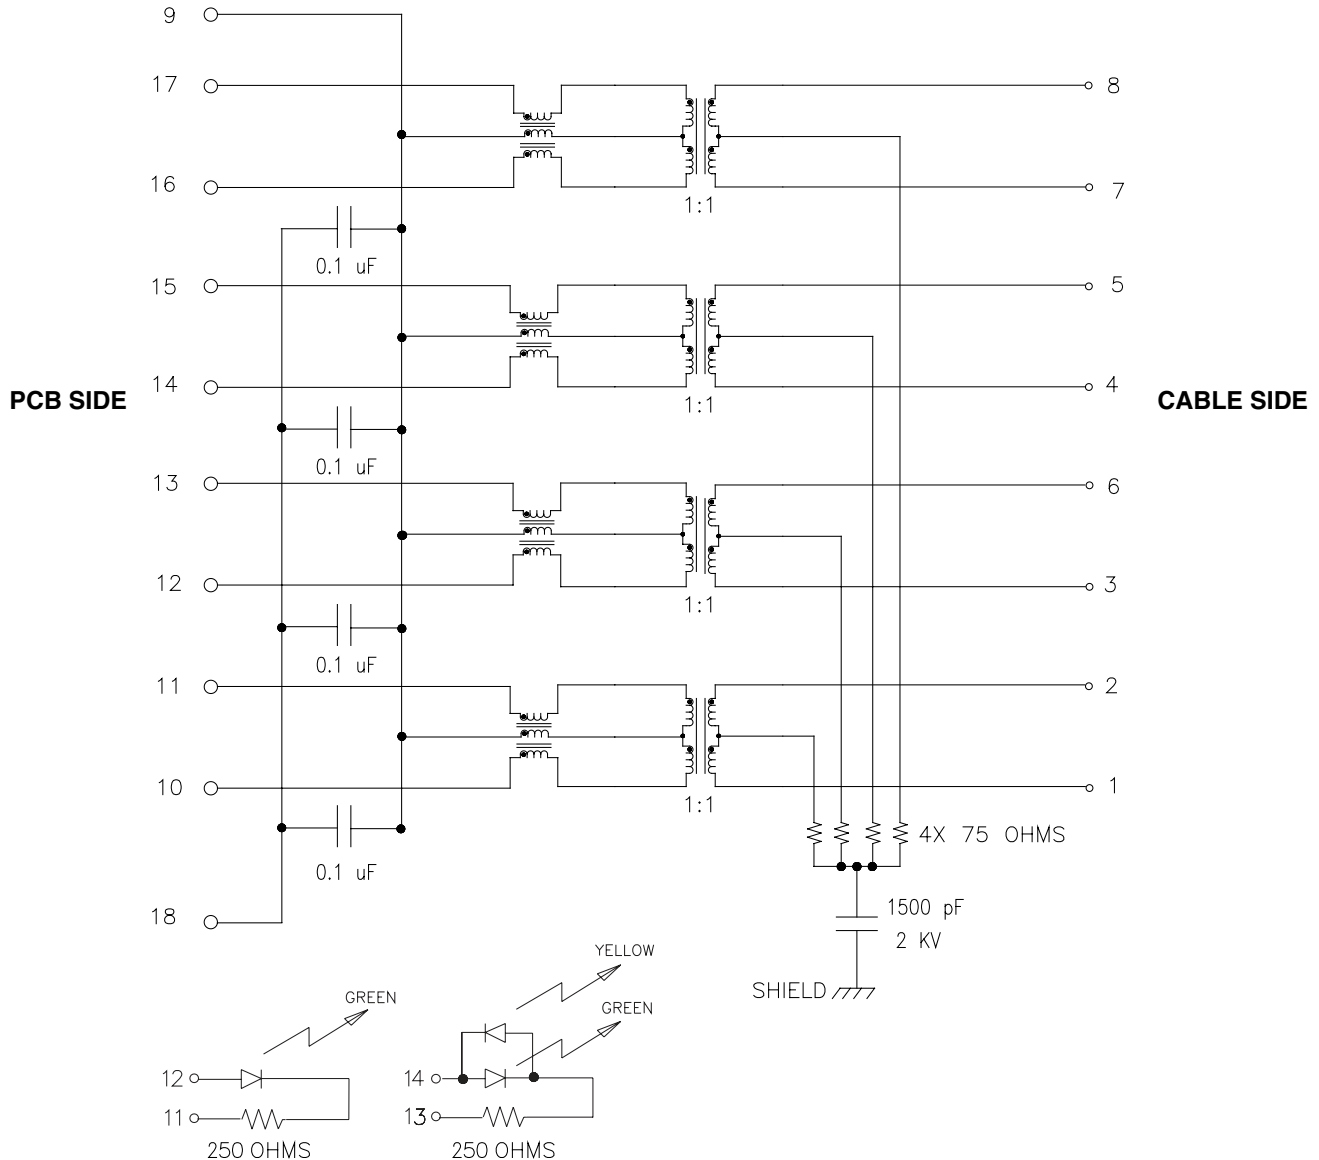 9
17
8
16
7
1:1
0.1 uF
15
5
14
4
PCB SIDE
CABLE SIDE
1:1
0.1 uF
13
6
12
3
1:1
0.1 uF
11
2
10
1
1:1
4X 75 OHMS
0.1 uF
18
1500 pF
2 KV
YELLOW
SHIELD
GREEN
GREEN
12
14
11
13
250 OHMS
250 OHMS